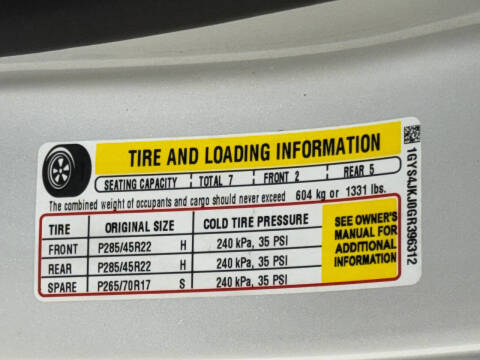 TIRE AND LOADING INFORMATION
SEATING CAPACITY TOTAL 7 FRONT 2 REAR 5
The combined weight of occupants and cargo should never exceed 604 kg or 1331 lbs.
TIRE ORIGINAL SIZE COLD TIRE PRESSURE
FRONT P285/45R22 H 240 kPa, 35 PSI
REAR P285/45R22 H 240 kPa, 35 PSI
SPARE P265/70R17 S 240 kPa, 35 PSI
SEE OWNER'S
MANUAL FOR
ADDITIONAL
INFORMATION
1GYS4JKJ0GR396312